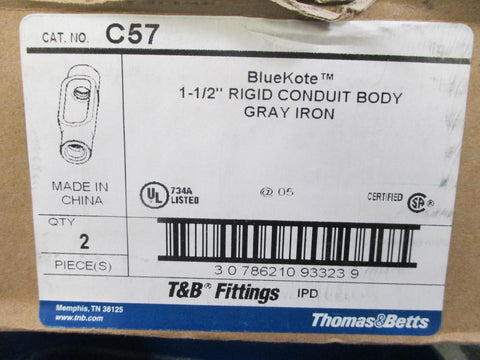 CAT. NO. C57
BlueKote™
1-1/2" RIGID CONDUIT BODY
GRAY IRON
MADE IN
CHINA
UL 734A
LISTED
@ 05
CERTIFIED SA®
QTY
2
PIECE(S)
3 0 786210 93323 9
T&B® Fittings IPD
Memphis, TN 38125
www.tnb.com
Thomas&Betts